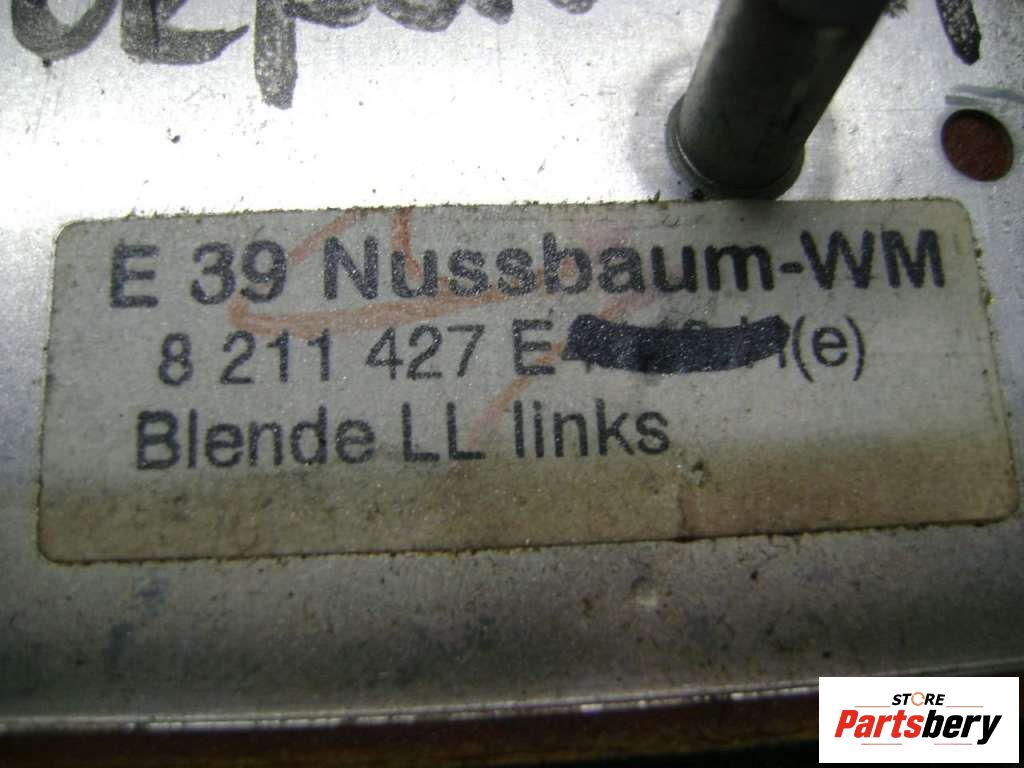 E 39 Nussbaum-WM
8 211 427 E (e)
Blende LL links
STORE
Partsbery